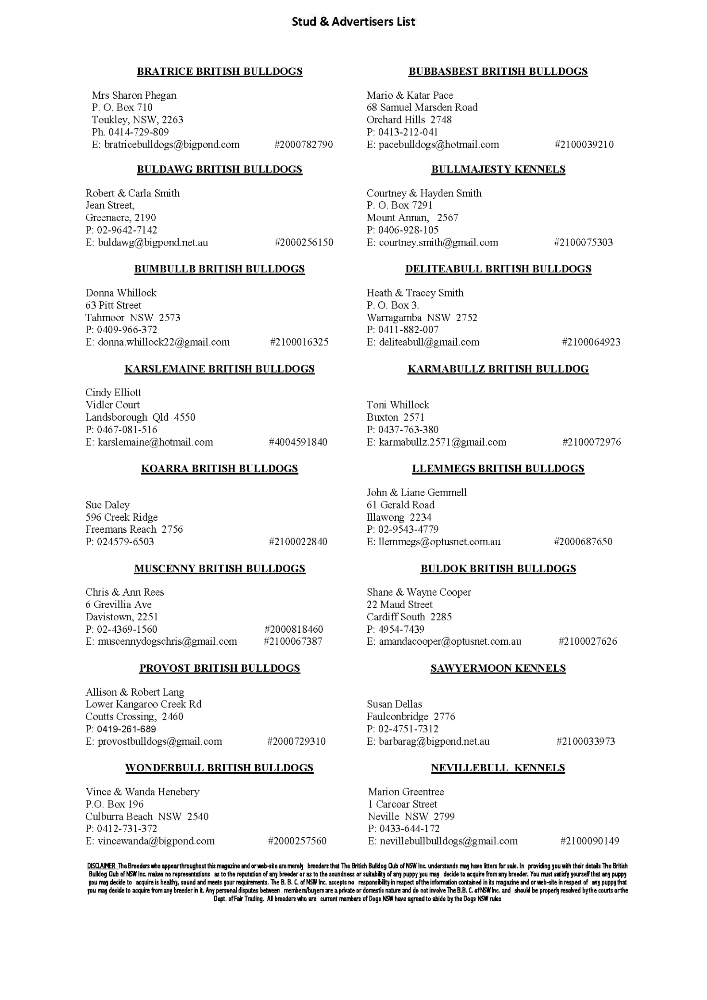 Stud & Advertisers List
BRATRICE BRITISH BULLDOGS
Mrs Sharon Phegan
P. O. Box 710
Toukley, NSW, 2263
Ph. 0414-729-809
E: bratricebulldogs@bigpond.com #2000782790
BUBBASBEST BRITISH BULLDOGS
Mario & Katar Pace
68 Samuel Marsden Road
Orchard Hills 2748
P: 0413-212-041
E: pacebulldogs@hotmail.com #2100039210
BULDAWG BRITISH BULLDOGS
Robert & Carla Smith
Jean Street,
Greenacre, 2190
P: 02-9642-7142
E: buldawg@bigpond.net.au #2000256150
BULLMAJESTY KENNELS
Courtney & Hayden Smith
P. O. Box 7291
Mount Annan, 2567
P: 0406-928-105
E: courtney.smith@gmail.com #2100075303
BUMBULLB BRITISH BULLDOGS
Donna Whillock
63 Pitt Street
Tahmoor NSW 2573
P: 0409-966-372
E: donna.whillock22@gmail.com #2100016325
DELITEABULL BRITISH BULLDOGS
Heath & Tracey Smith
P. O. Box 3.
Warragamba NSW 2752
P: 0411-882-007
E: deliteabull@gmail.com #2100064923
KARSLEMAINE BRITISH BULLDOGS
Cindy Elliott
Vidler Court
Landsborough Qld 4550
P: 0467-081-516
E: karslemaine@hotmail.com #4004591840
KARMABULLZ BRITISH BULLDOG
Toni Whillock
Buxton 2571
P: 0437-763-380
E: karmabullz.2571@gmail.com #2100072976
KOARRA BRITISH BULLDOGS
Sue Daley
596 Creek Ridge
Freemans Reach 2756
P: 024579-6503 #2100022840
LLEMMEGS BRITISH BULLDOGS
John & Liane Gemmell
61 Gerald Road
Illawong 2234
P: 02-9543-4779
E: llemmegs@optusnet.com.au #2000687650
MUSCENNY BRITISH BULLDOGS
Chris & Ann Rees
6 Grevillia Ave
Davistown, 2251
P: 02-4369-1560 #2000818460
E: muscennydogschris@gmail.com #2100067387
BULDOK BRITISH BULLDOGS
Shane & Wayne Cooper
22 Maud Street
Cardiff South 2285
P: 4954-7439
E: amandacooper@optusnet.com.au #2100027626
PROVOST BRITISH BULLDOGS
Allison & Robert Lang
Lower Kangaroo Creek Rd
Coutts Crossing, 2460
P: 0419-261-689
E: provostbulldogs@gmail.com #2000729310
SAWYERMOON KENNELS
Susan Dellas
Faulconbridge 2776
P: 02-4751-7312
E: barbarag@bigpond.net.au #2100033973
WONDERBULL BRITISH BULLDOGS
Vince & Wanda Henebery
P.O. Box 196
Culburra Beach NSW 2540
P: 0412-731-372
E: vincewanda@bigpond.com #2000257560
NEVILLEBULL KENNELS
Marion Greentree
1 Carcoar Street
Neville NSW 2799
P: 0433-644-172
E: nevillebullbulldogs@gmail.com #2100090149
DISCLAIMER The Breeders who appear throughout this magazine and or web-site are merely breeders that The British Bulldog Club of NSW Inc. understands may have litters for sale. In providing you with their details The British
Bulldog Club of NSW Inc. makes no representations as to the reputation of any breeder or as to the soundness or suitability of any puppy you may decide to acquire from any breeder. You must satisfy yourself that any puppy
you may decide to acquire is healthy, sound and meets your requirements. The B. B. C. of NSW Inc. accepts no responsibility in respect of the information contained in its magazine and or web-site in respect of any puppy that
you may decide to acquire from any breeder in it. Any personal disputes between members/buyers are a private or domestic nature and do not involve The B.B. C. of NSW Inc. and should be properly resolved by the courts or the
Dept. of Fair Trading. All breeders who are current members of Dogs NSW have agreed to abide by the Dogs NSW rules